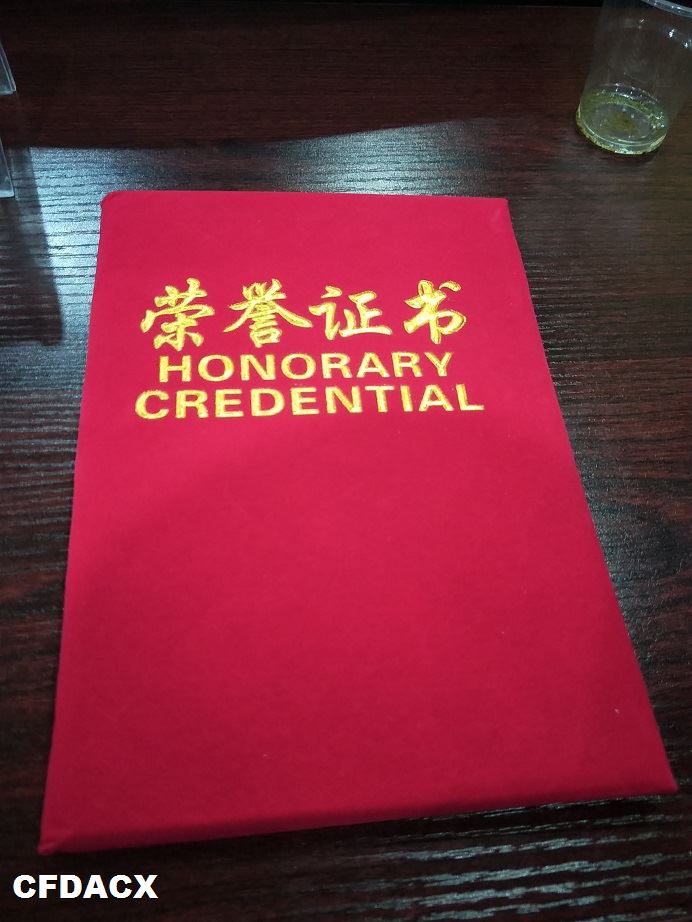 荣誉证书
HONORARY
CREDENTIAL
CFDACX